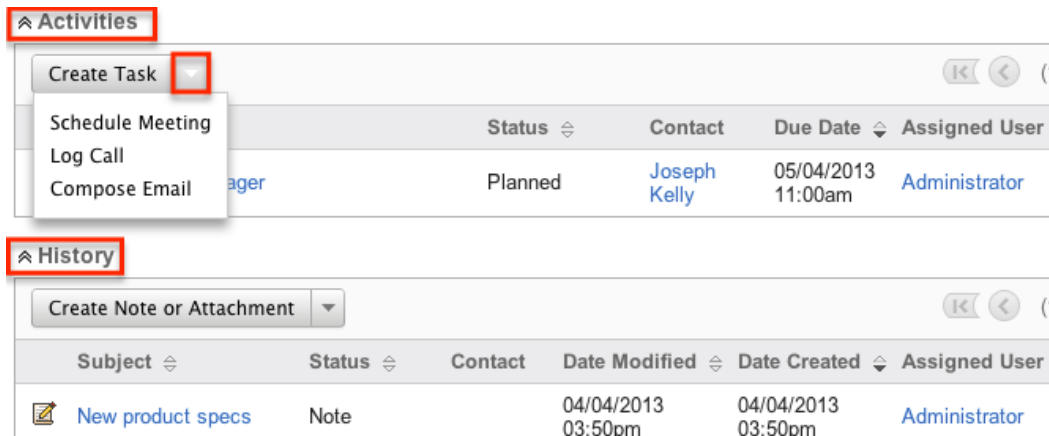 Activities
Create Task
(
Schedule Meeting
Log Call
Compose Email
Status Contact Due Date Assigned User
ager Planned Joseph Kelly 05/04/2013 11:00am Administrator
History
Create Note or Attachment
(
Subject Status Contact Date Modified Date Created Assigned User
New product specs Note 04/04/2013 03:50pm 04/04/2013 03:50pm Administrator